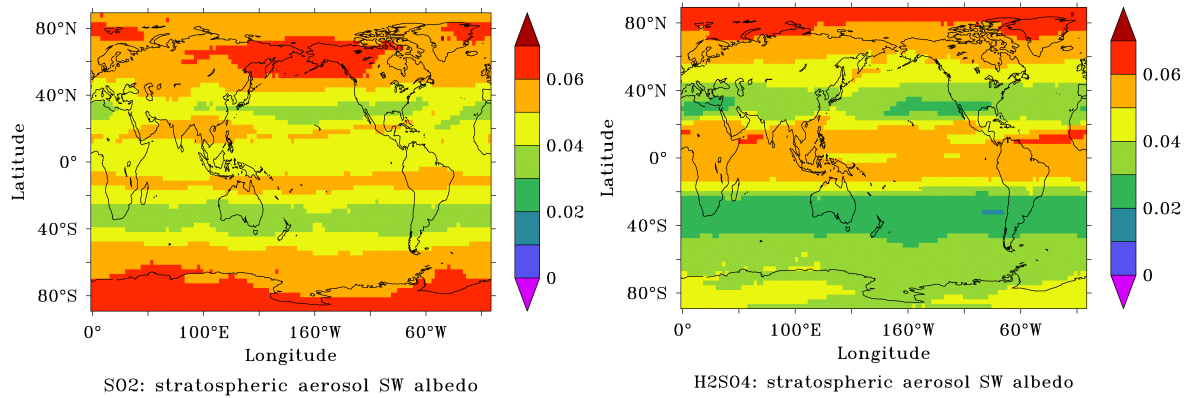 80°N
40°N
0°
40°S
80°S
Latitude
0°
100°E
160°W
60°W
Longitude
0.06
0.04
0.02
0
SO2: stratospheric aerosol SW albedo
80°N
40°N
0°
40°S
80°S
Latitude
0°
100°E
160°W
60°W
Longitude
0.06
0.04
0.02
0
H2SO4: stratospheric aerosol SW albedo